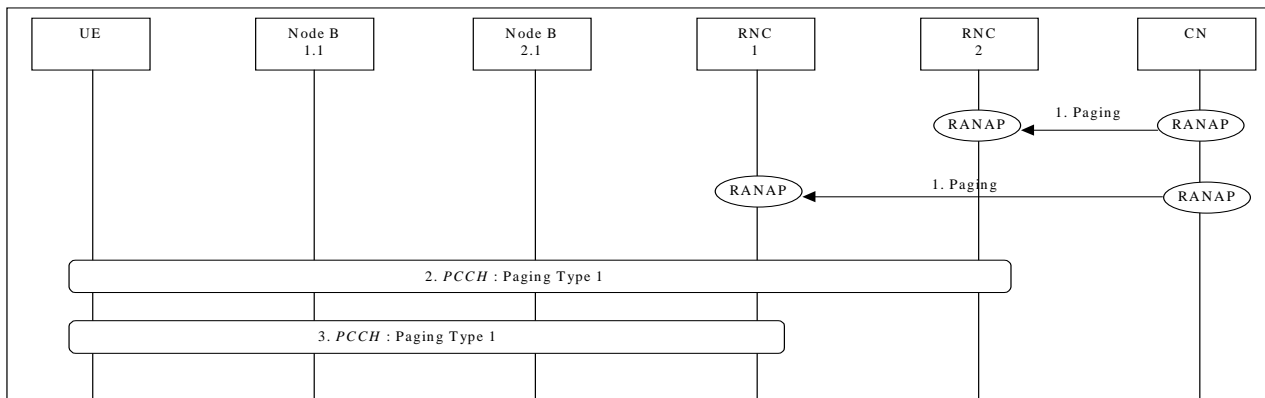 UE
Node B
1.1
Node B
2.1
RNC
1
RNC
2
CN
1. Paging
RANAP
RANAP
1. Paging
RANAP
RANAP
2. PCCH : Paging Type 1
3. PCCH : Paging Type 1